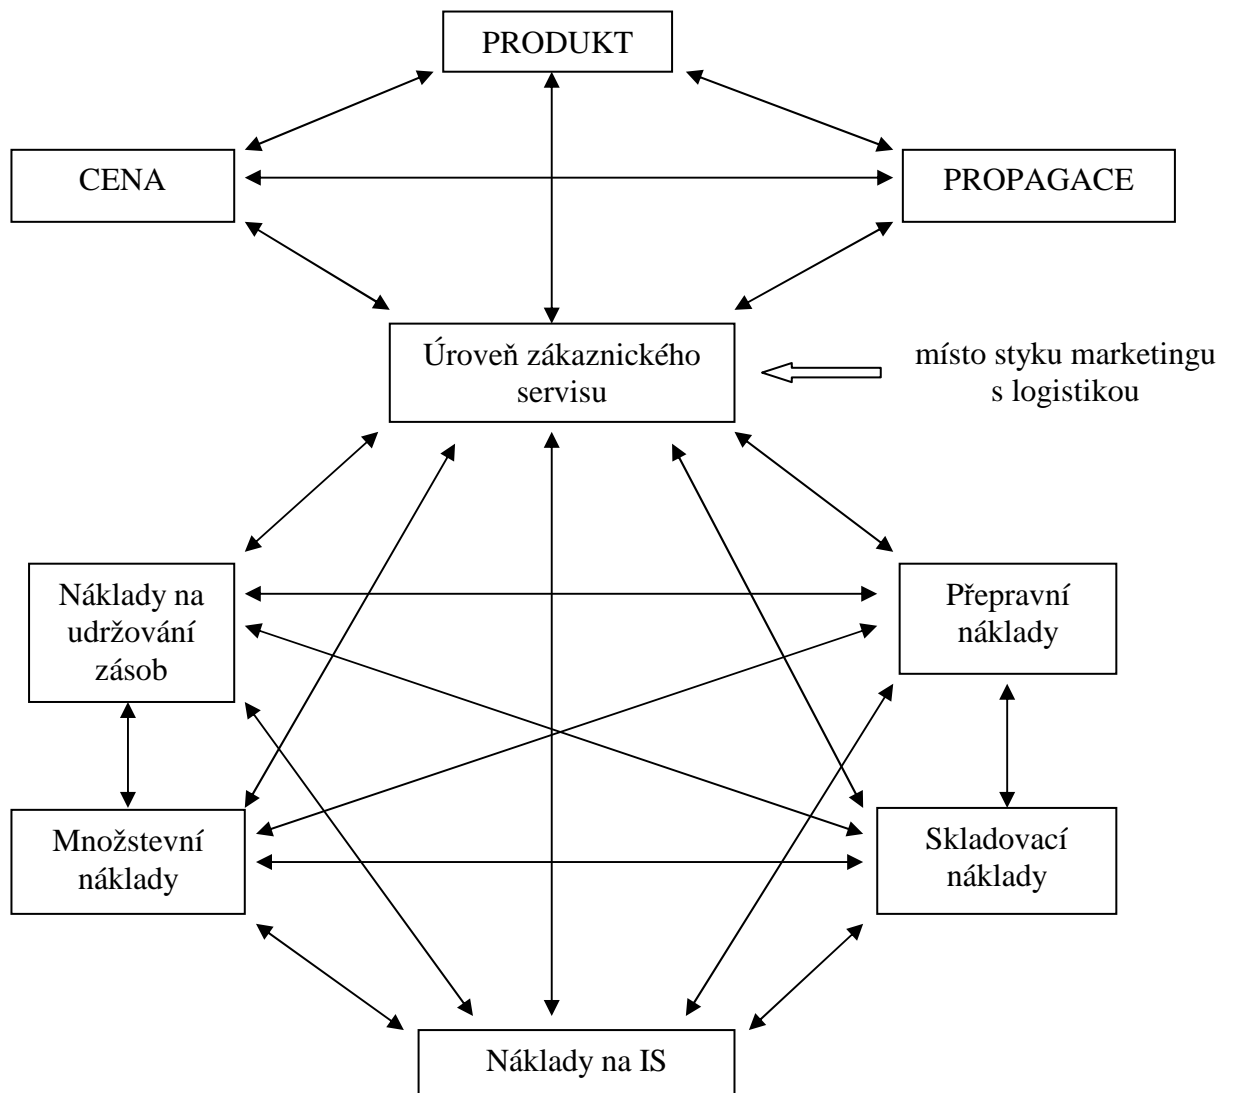 PRODUKT
CENA
PROPAGACE
Úroveň zákaznického
servisu
místo styku marketingu
s logistikou
Náklady na
udržování
zásob
Přepravní
náklady
Množstevní
náklady
Skladovací
náklady
Náklady na IS